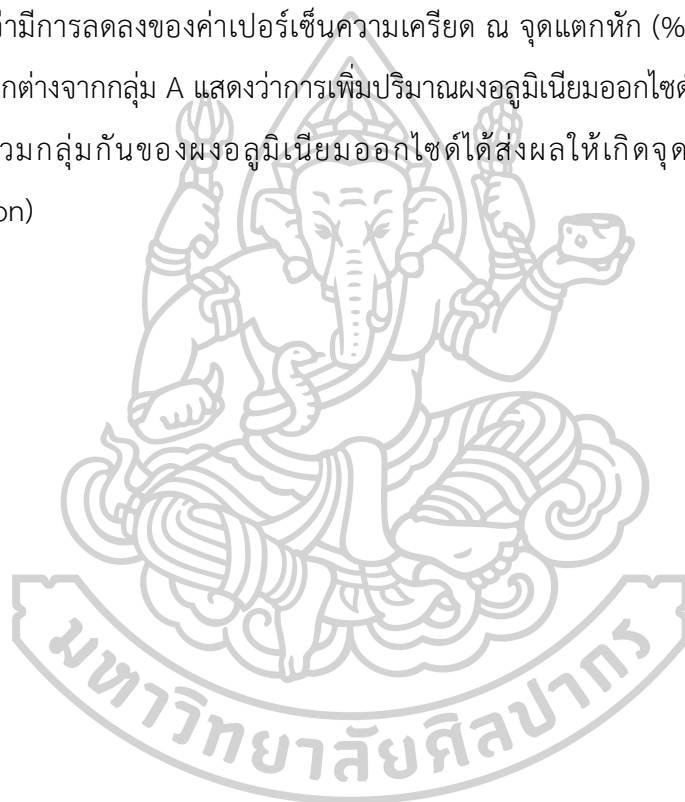 ว่ามีการลดลงของค่าเปอร์เซ็นความเครียด ณ จุดแตกหัก (%
กต่างจากกลุ่ม A แสดงว่าการเพิ่มปริมาณผงอลูมิเนียมออกไซด์
วมกลุ่มกันของผงอลูมิเนียมออกไซด์ได้ส่งผลให้เกิดจุด
on)
มหาวิทยาลัยศิลปากร